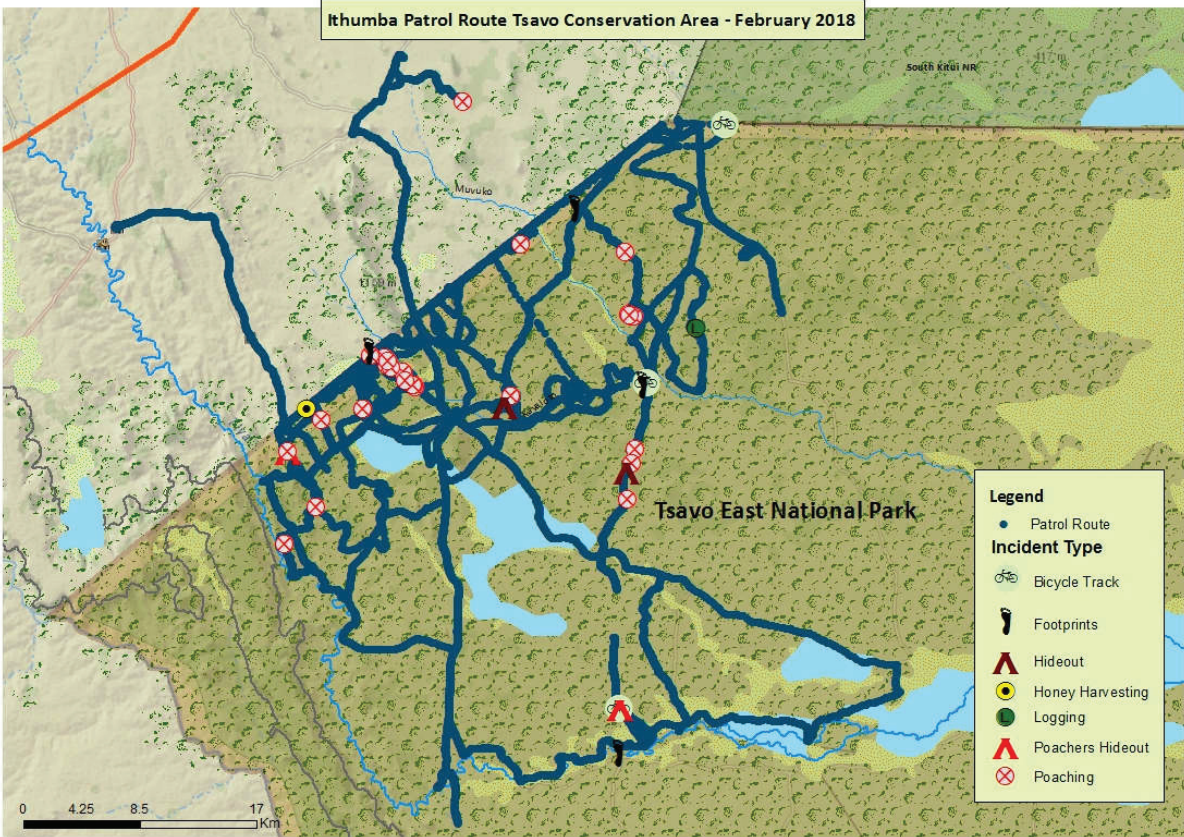 Ithumba Patrol Route Tsavo Conservation Area - February 2018
South Kitui NR
Muvuko
Tsavo East National Park
Legend
Patrol Route
Incident Type
Bicycle Track
Footprints
Hideout
Honey Harvesting
L
Logging
Poachers Hideout
Poaching
L
0 4.25 8.5 17
Km